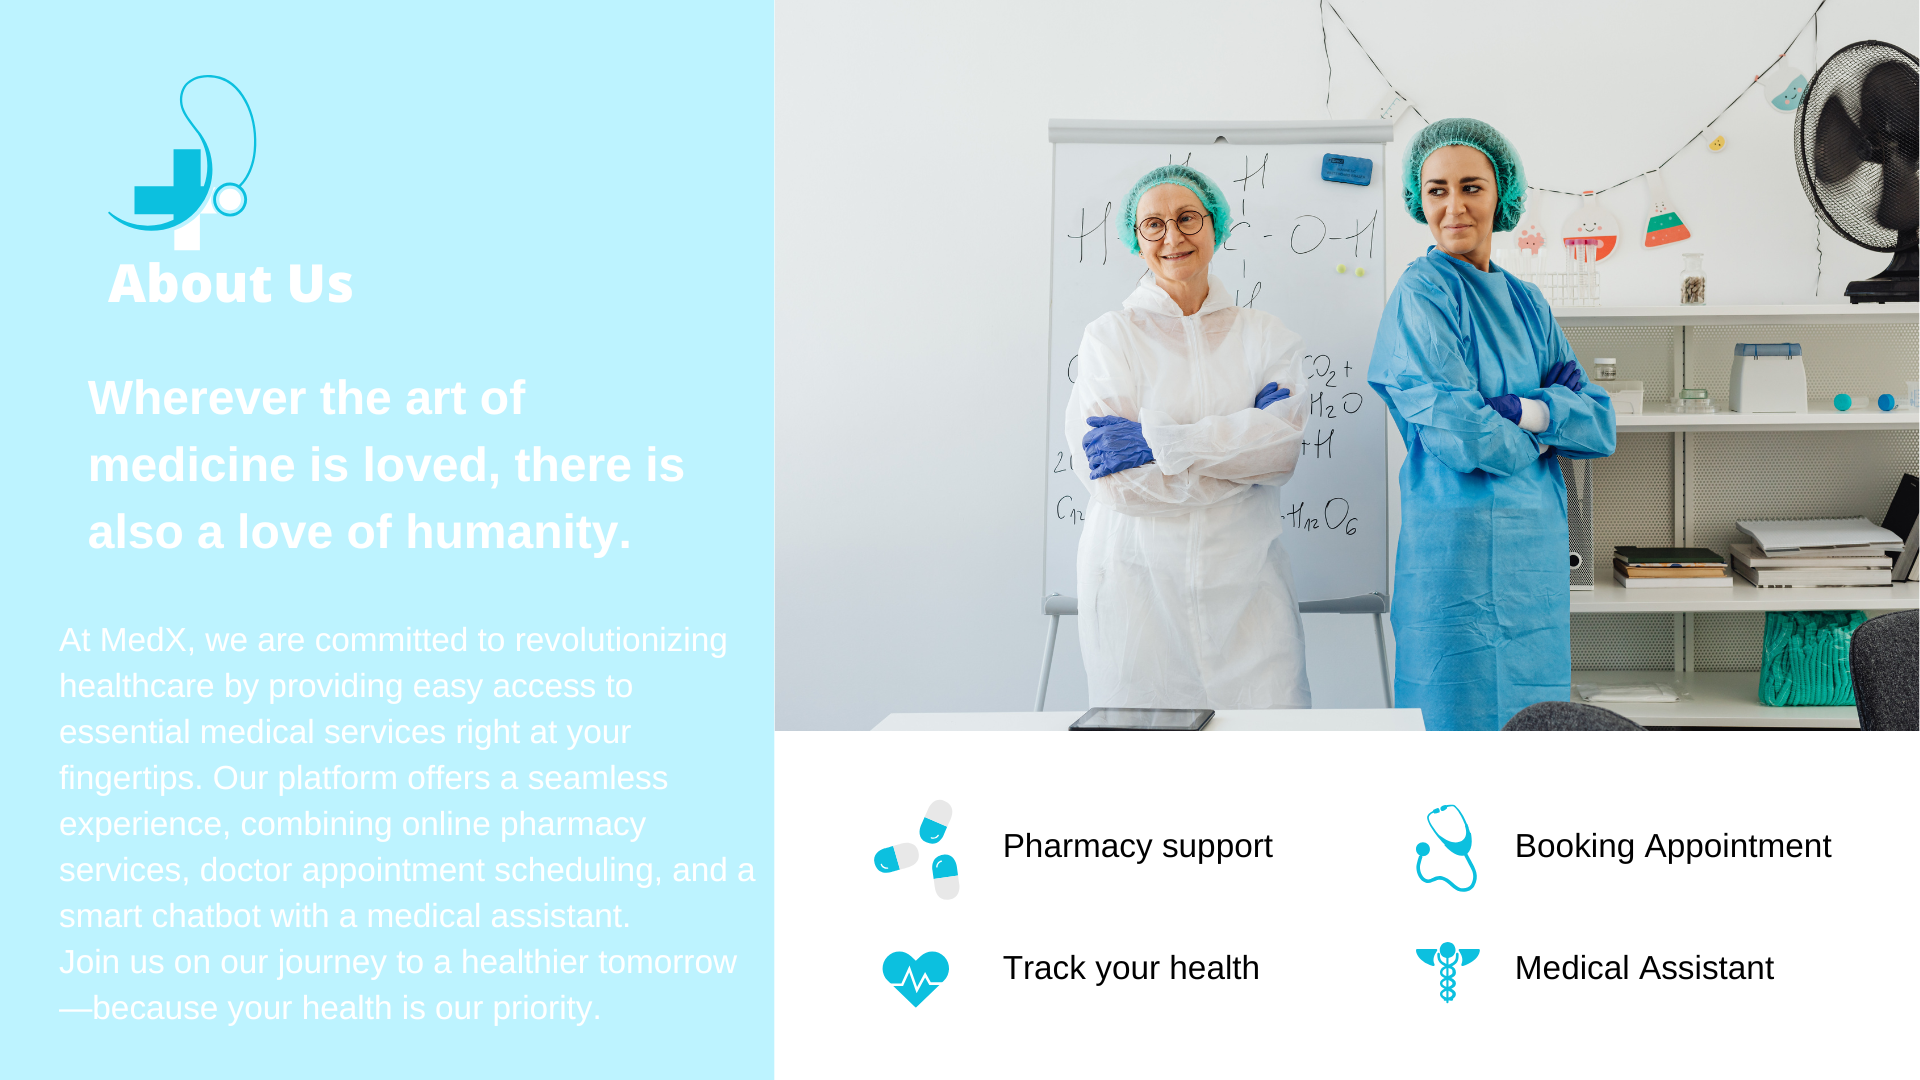 About Us
Wherever the art of
medicine is loved, there is
also a love of humanity.
At MedX, we are committed to revolutionizing
healthcare by providing easy access to
essential medical services right at your
fingertips. Our platform offers a seamless
experience, combining online pharmacy
services, doctor appointment scheduling, and a
smart chatbot with a medical assistant.
Join us on our journey to a healthier tomorrow
—because your health is our priority.
H
H
H C - O - H
H
CO2 +
H2O
+H
C12
H12O6
Pharmacy support
Booking Appointment
Track your health
Medical Assistant